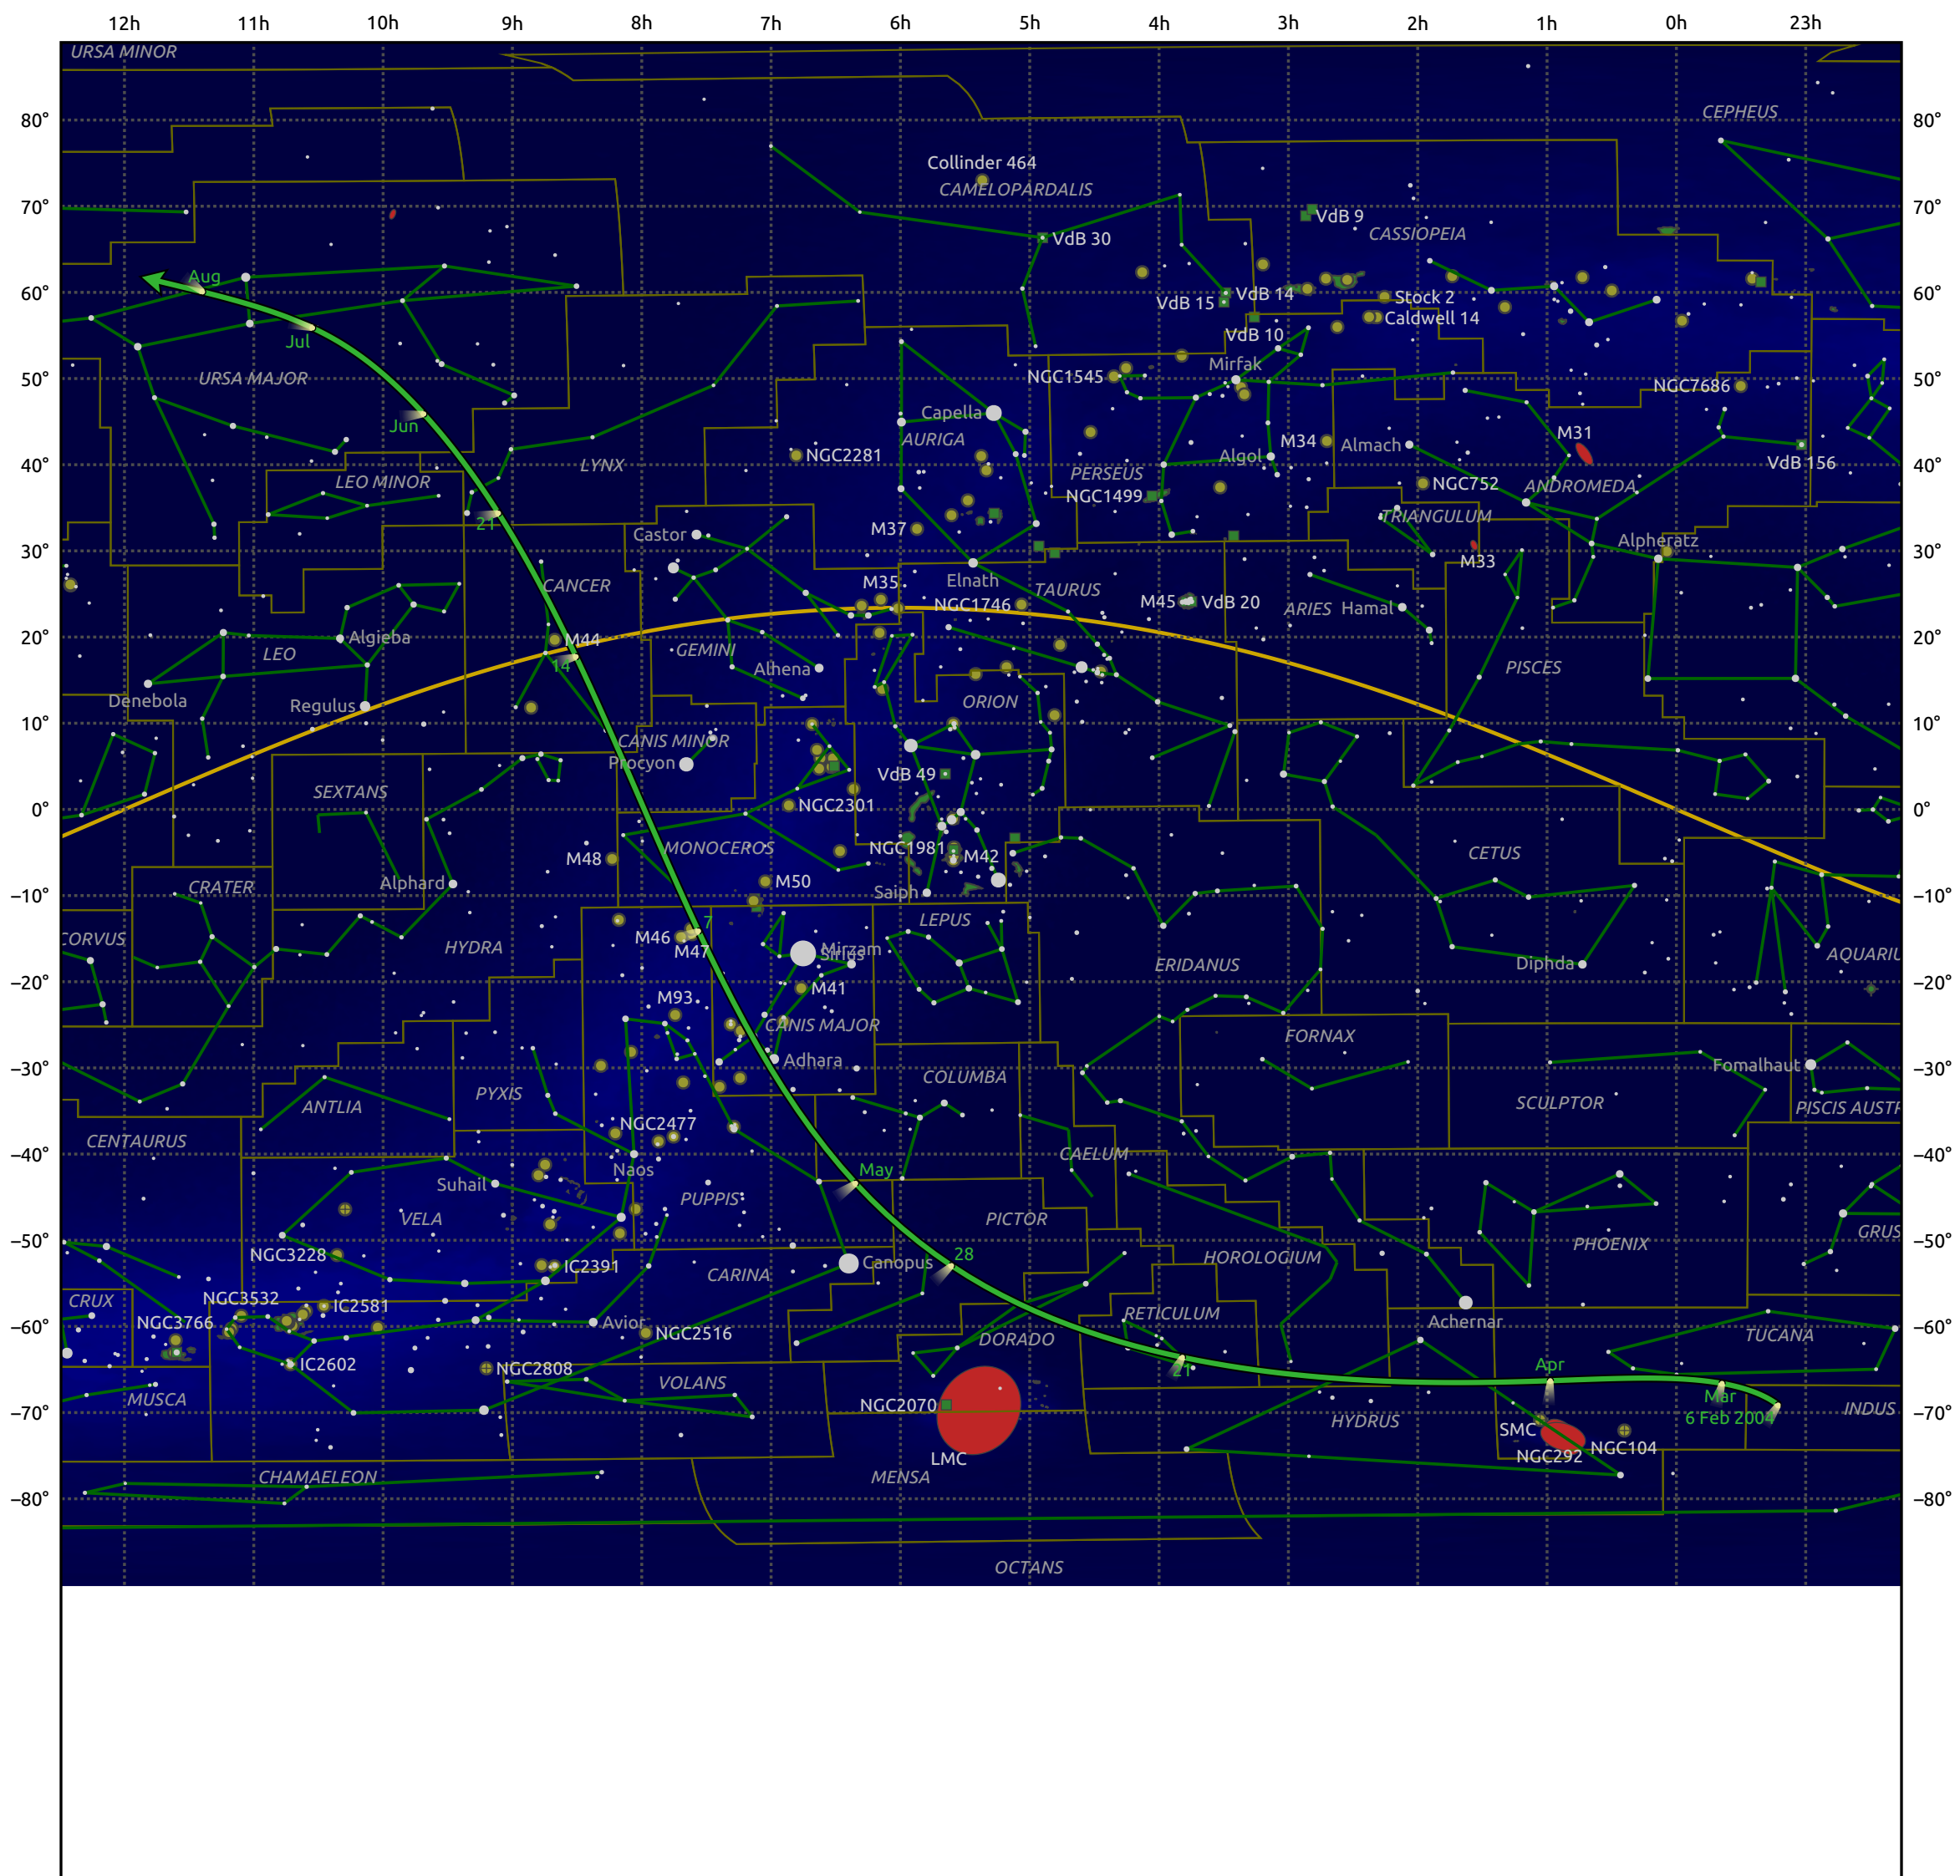 12h 11h 10h 9h 8h 7h 6h 5h 4h 3h 2h 1h 0h 23h
URSA MINOR
80° CEPHEUS 80°
Collinder 464
CAMELOPARDALIS
70° VdB 9 70°
CASSIOPEIA
VdB 30
Aug
60° VdB 14 Stock 2 60°
VdB 15
Caldwell 14
VdB 10
Jul
Mirfak
URSA MAJOR 50° NGC1545 NGC7686 50°
Capella
Jun AURIGA M31
M34 Almach
NGC2281 Algol VdB 156
40° LYNX 40°
PERSEUS
LEO MINOR NGC752 ANDROMEDA
NGC1499
21 TRIANGULUM
M37
Castor Alpheratz
30° M33 30°
Elnath
CANCER M35 TAURUS
NGC1746 M45 VdB 20 ARIES Hamal
20° Algieba M44 20°
LEO GEMINI
14 Alhena PISCES
Denebola Regulus ORION
10° 10°
CANIS MINOR
Procyon
VdB 49
SEXTANS
0° NGC2301 0°
MONOCEROS NGC1981
M48 M42 CETUS
CRATER Alphard M50
−10° Saiph −10°
7 LEPUS
CORVUS M46
HYDRA M47 Mirzam
Sirius ERIDANUS Diphda AQUARIU
−20° M41 −20°
M93
CANIS MAJOR
FORNAX
Adhara Fomalhaut
−30° COLUMBA −30°
PYXIS
ANTLIA SCULPTOR PISCIS AUSTR
NGC2477
CENTAURUS
−40° CAELUM −40°
Naos May
Suhail
PUPPIS
VELA PICTOR
GRUS
−50° PHOENIX −50°
NGC3228 28 HOROLOGIUM
IC2391 Canopus
CARINA
CRUX NGC3532 IC2581
RETICULUM
NGC3766 Avior Achernar
−60° NGC2516 −60°
DORADO TUCANA
IC2602 NGC2808 21 Apr
VOLANS
MUSCA Mar
NGC2070
−70° INDUS −70°
6 Feb 2004
HYDRUS SMC
NGC104
LMC NGC292
CHAMAELEON MENSA
−80° −80°
OCTANS